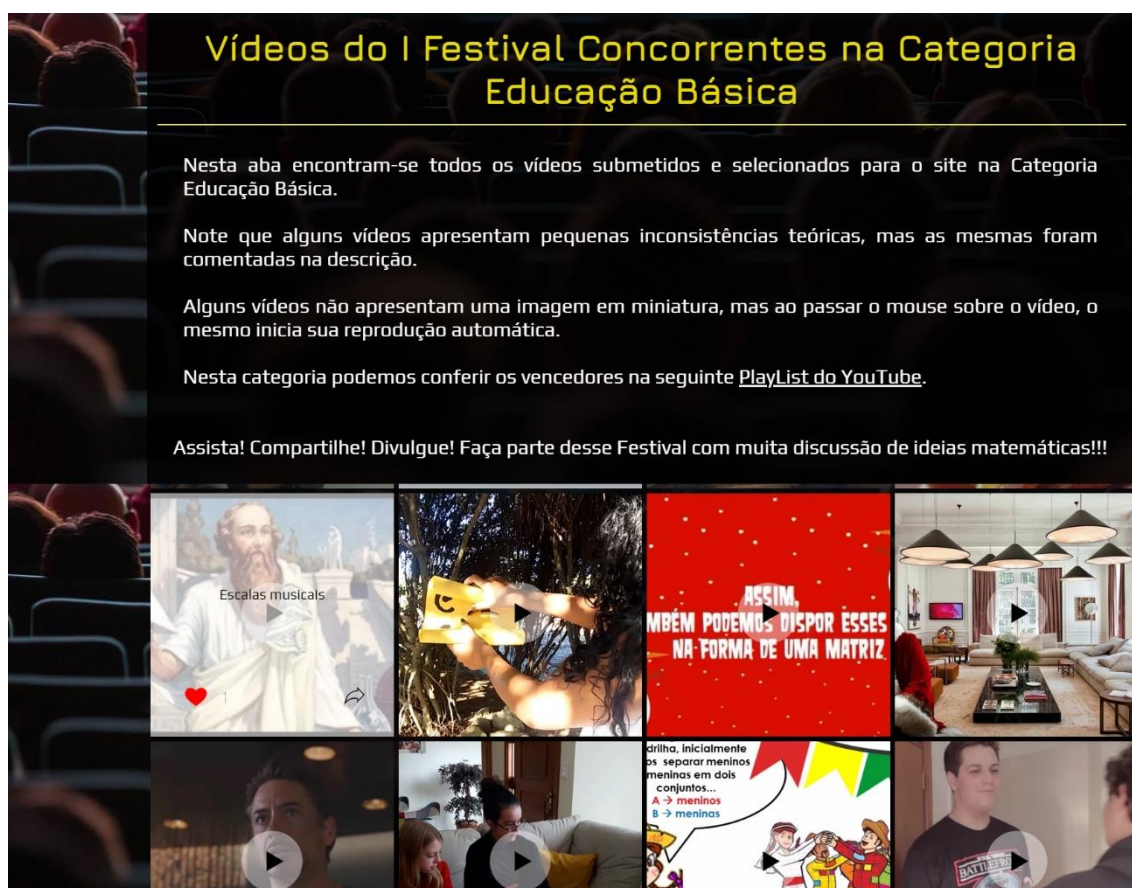 Vídeos do I Festival Concorrentes na Categoria
Educação Básica
Nesta aba encontram-se todos os vídeos submetidos e selecionados para o site na Categoria
Educação Básica.
Note que alguns vídeos apresentam pequenas inconsistências teóricas, mas as mesmas foram
comentadas na descrição.
Alguns vídeos não apresentam uma imagem em miniatura, mas ao passar o mouse sobre o vídeo, o
mesmo inicia sua reprodução automática.
Nesta categoria podemos conferir os vencedores na seguinte PlayList do YouTube.
Assista! Compartilhe! Divulgue! Faça parte desse Festival com muita discussão de ideias matemáticas!!!
Escalas musicais
ASSIM,
MBÉM PODEMOS DISPOR ESSES
NA FORMA DE UMA MATRIZ
drilha, inicialmente
os separar meninos
meninas em dois
conjuntos...
A → meninos
B → meninas